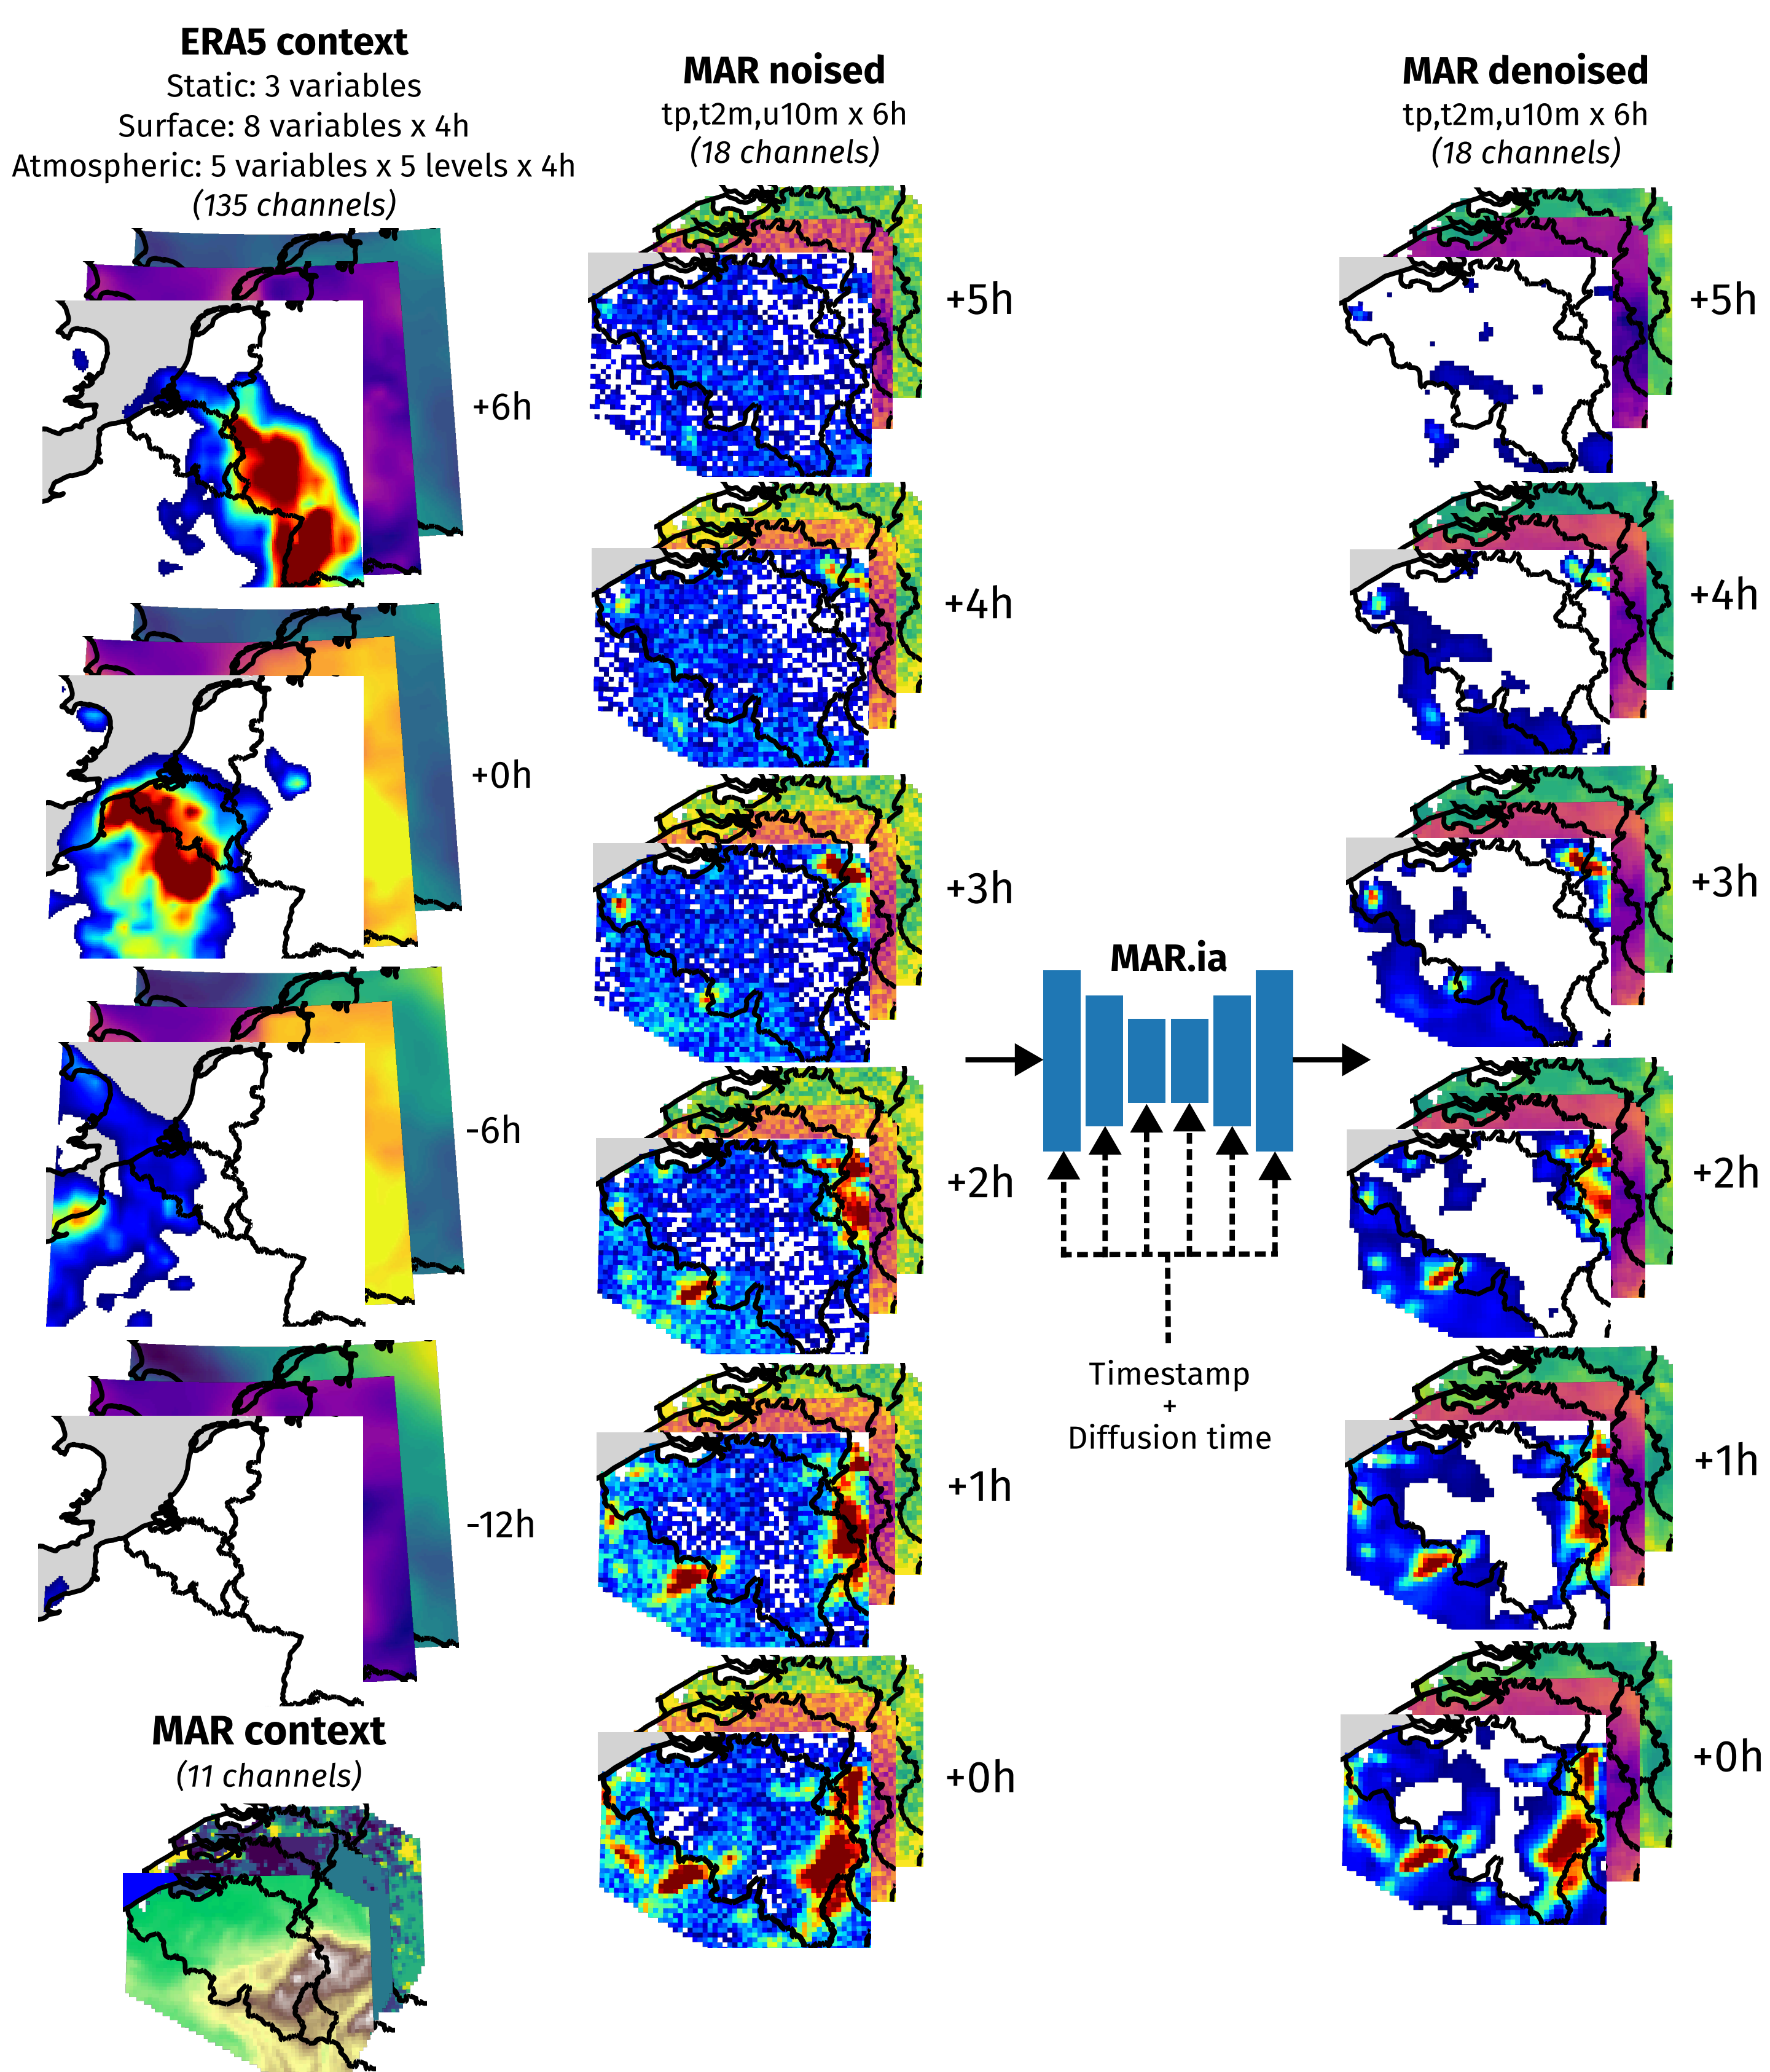 ERA5 context
Static: 3 variables
Surface: 8 variables x 4h
Atmospheric: 5 variables x 5 levels x 4h
(135 channels)
+6h
+0h
-6h
-12h
MAR context
(11 channels)
MAR noised
tp,t2m,u10m x 6h
(18 channels)
+5h
+4h
+3h
+2h
+1h
+0h
MAR.ia
Timestamp
+
Diffusion time
MAR denoised
tp,t2m,u10m x 6h
(18 channels)
+5h
+4h
+3h
+2h
+1h
+0h